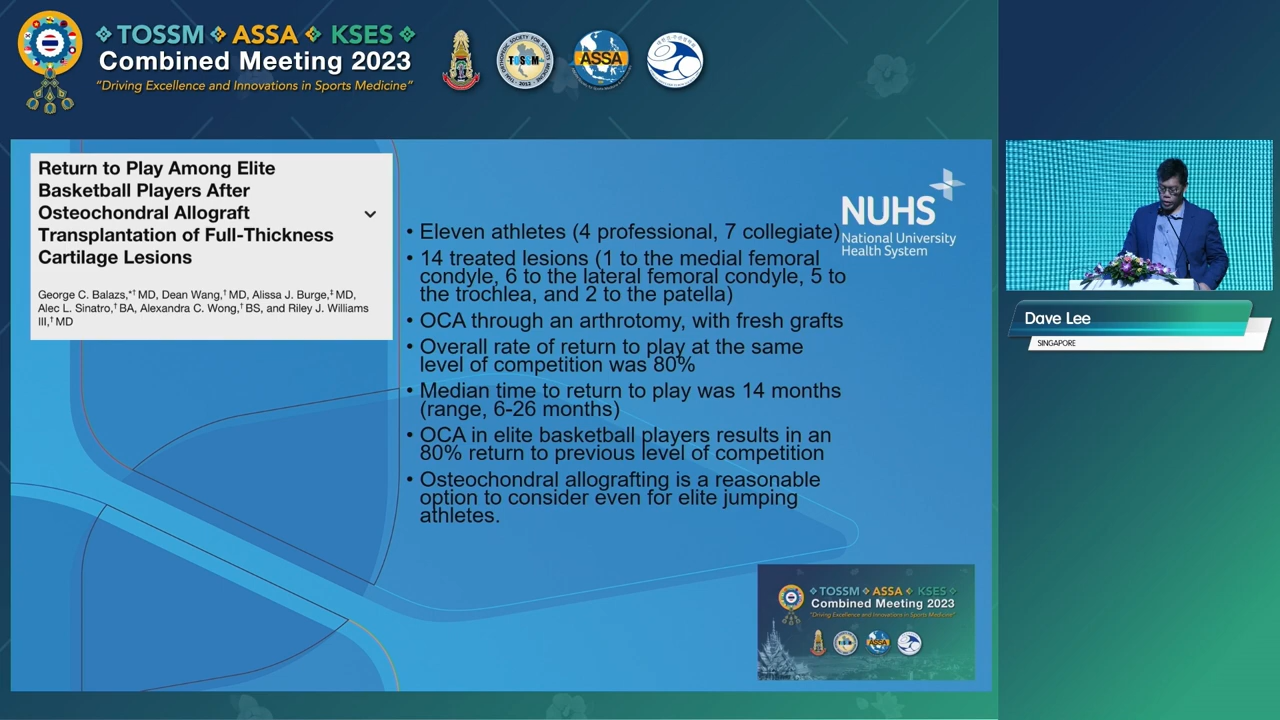 TOSSM ASSA KSES
Combined Meeting 2023
“Driving Excellence and Innovations in Sports Medicine”
TOSSM
2012
ASSA
Return to Play Among Elite
Basketball Players After
Osteochondral Allograft
Transplantation of Full-Thickness
Cartilage Lesions
George C. Balazs,*† MD, Dean Wang,† MD, Alissa J. Burge,‡ MD,
Alec L. Sinatro,† BA, Alexandra C. Wong,† BS, and Riley J. Williams
III,† MD
NUHS
National University
Health System
• Eleven athletes (4 professional, 7 collegiate)
• 14 treated lesions (1 to the medial femoral
condyle, 6 to the lateral femoral condyle, 5 to
the trochlea, and 2 to the patella)
• OCA through an arthrotomy, with fresh grafts
• Overall rate of return to play at the same
level of competition was 80%
• Median time to return to play was 14 months
(range, 6-26 months)
• OCA in elite basketball players results in an
80% return to previous level of competition
• Osteochondral allografting is a reasonable
option to consider even for elite jumping
athletes.
TOSSM ASSA KSES
Combined Meeting 2023
“Driving Excellence and Innovations in Sports Medicine”
Dave Lee
SINGAPORE